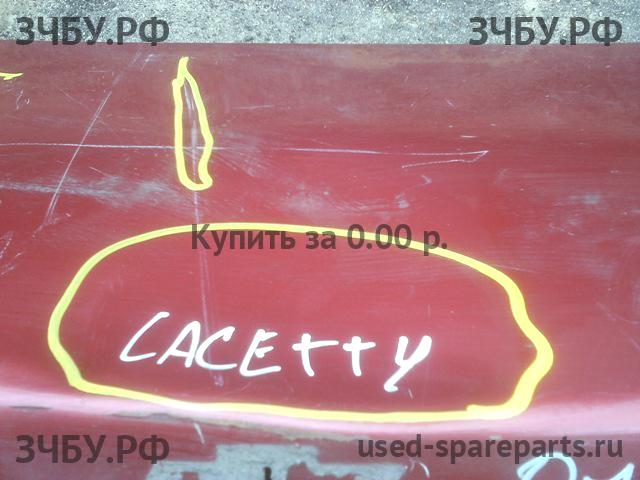 ЗЧБУ.РФ ЗЧБУ.РФ
Купить за 0.00 р.
LACETTY
ЗЧБУ.РФ used-spareparts.ru